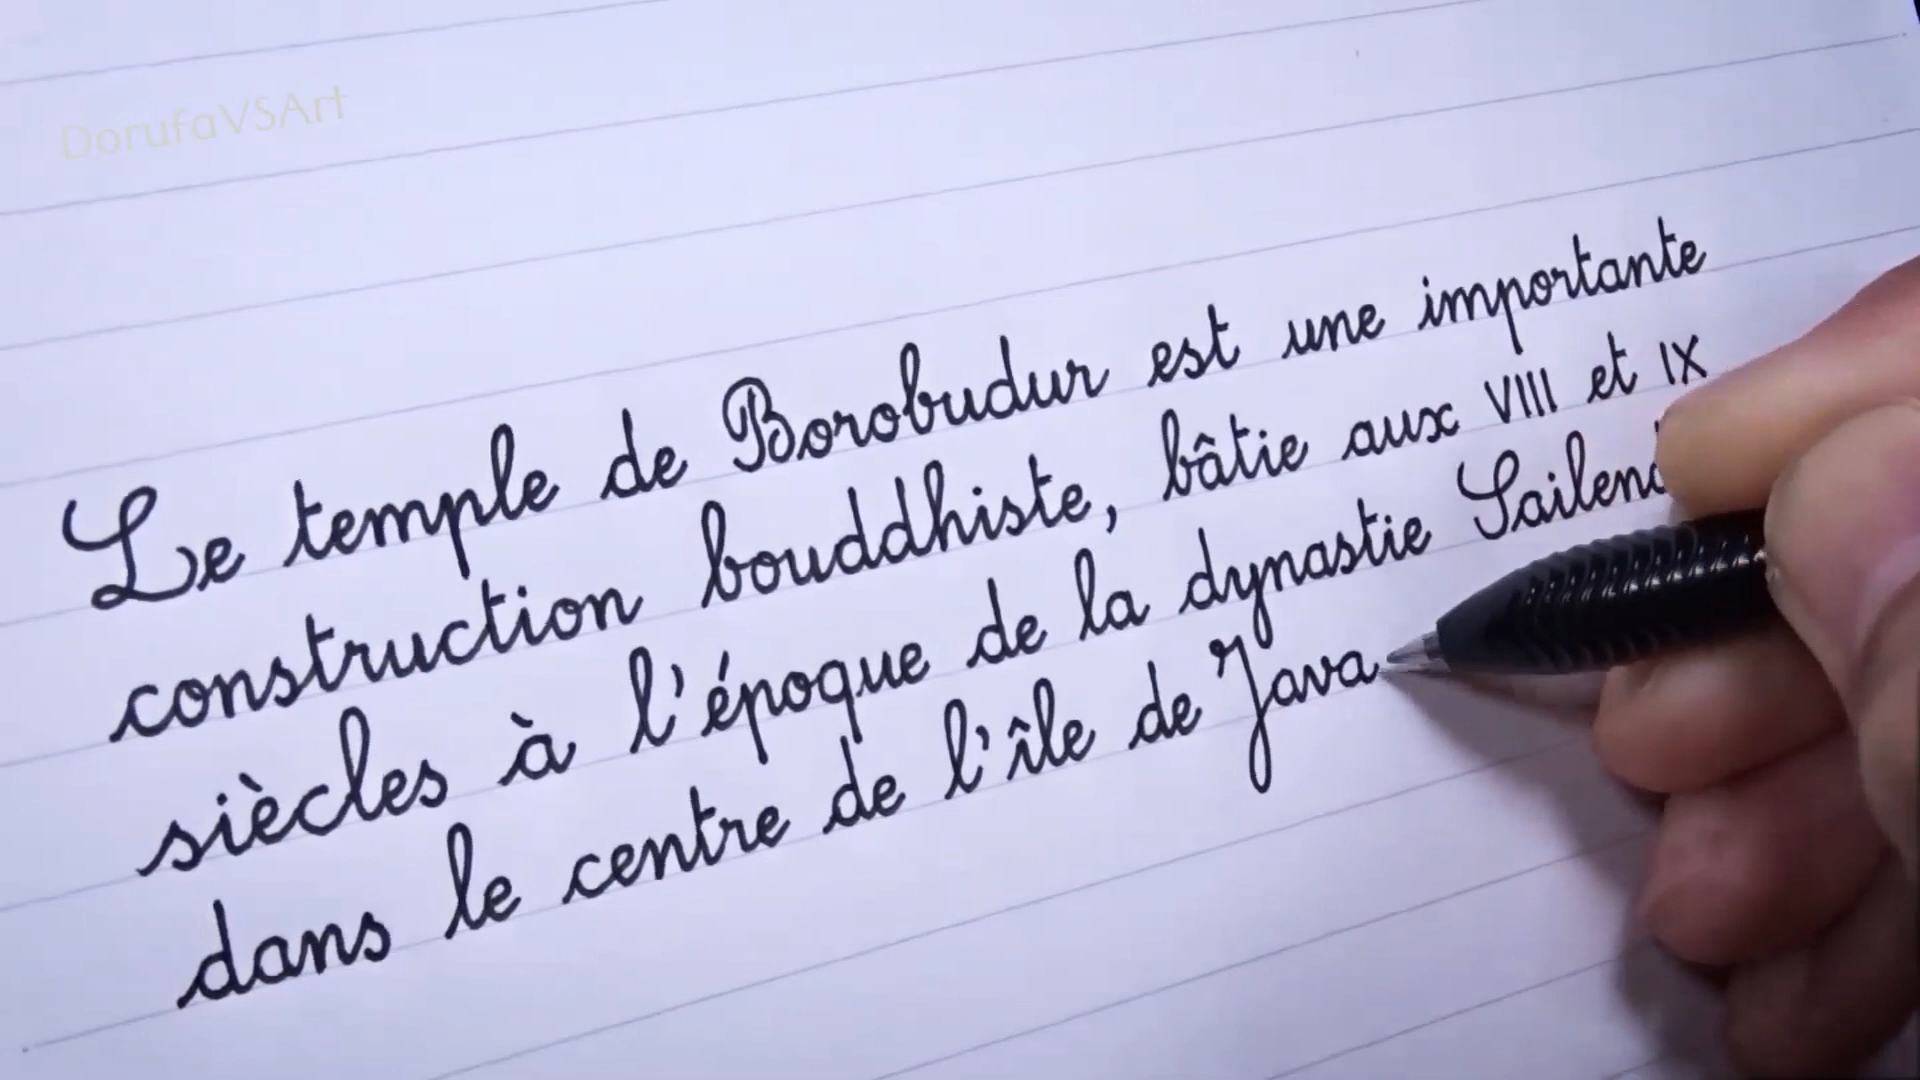 DorufaVSArt
Le temple de Borobudur est une importante
construction bouddhiste, bâtie aux VIII et IX
siècles à l'époque de la dynastie
dans le centre de l'île de Java